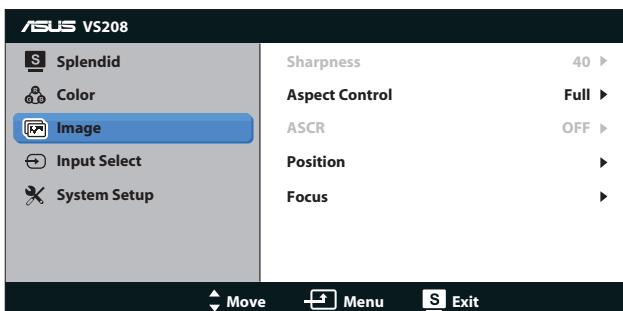 ASUS VS208
S Splendid
Color
Image
Input Select
System Setup
Sharpness 40
Aspect Control Full
ASCR OFF
Position
Focus
Move Menu S Exit